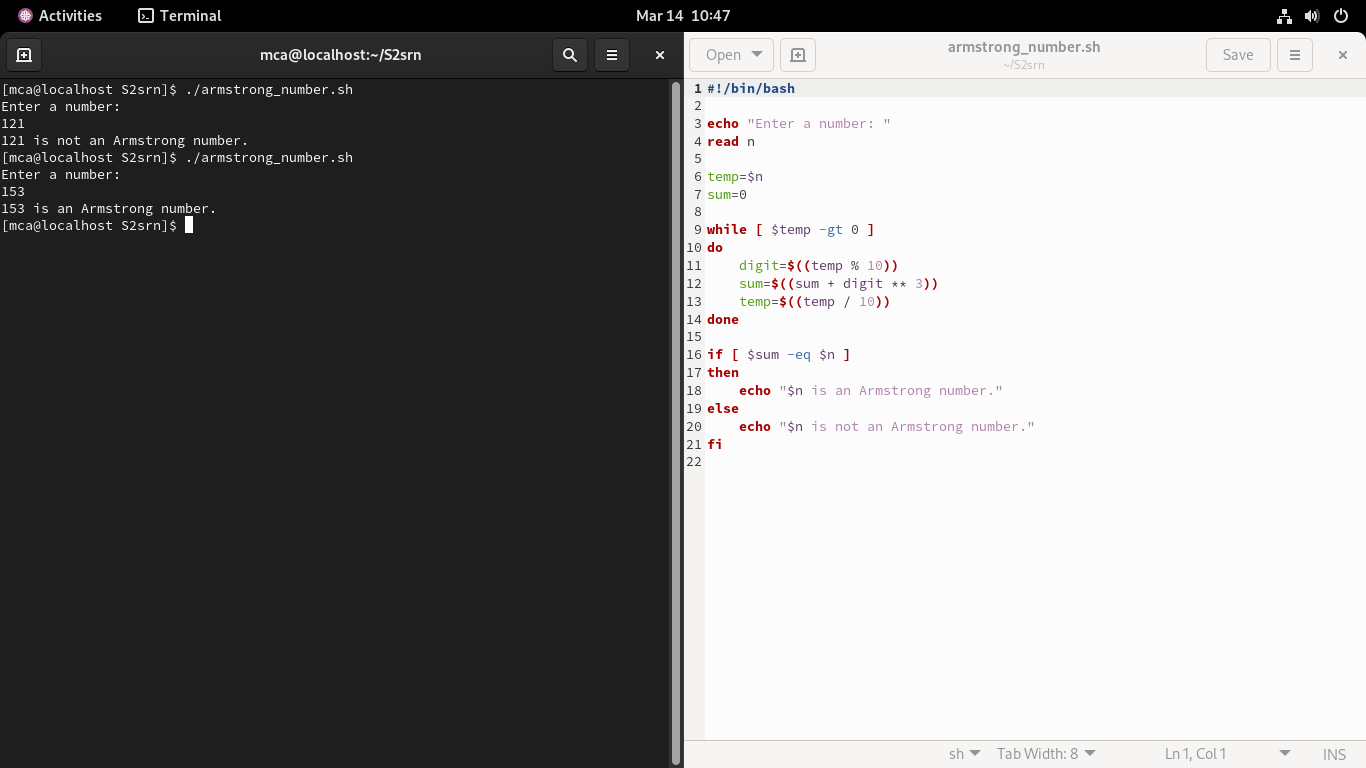 Activities Terminal Mar 14 10:47
mca@localhost:~/S2srn
[mca@localhost S2srn]$ ./armstrong_number.sh
Enter a number:
121
121 is not an Armstrong number.
[mca@localhost S2srn]$ ./armstrong_number.sh
Enter a number:
153
153 is an Armstrong number.
[mca@localhost S2srn]$
Open armstrong_number.sh Save
~/S2srn
1 #!/bin/bash
2
3 echo "Enter a number: "
4 read n
5
6 temp=$n
7 sum=0
8
9 while [ $temp -gt 0 ]
10 do
11     digit=$((temp % 10))
12     sum=$((sum + digit ** 3))
13     temp=$((temp / 10))
14 done
15
16 if [ $sum -eq $n ]
17 then
18     echo "$n is an Armstrong number."
19 else
20     echo "$n is not an Armstrong number."
21 fi
22
sh Tab Width: 8 Ln 1, Col 1 INS